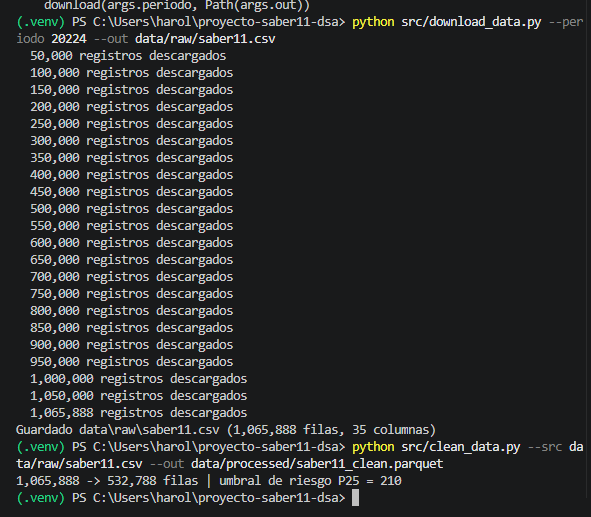 download(args.periodo, Path(args.out))
(.venv) PS C:\Users\harol\proyecto-saber11-dsa> python src/download_data.py --per
iodo 20224 --out data/raw/saber11.csv
50,000 registros descargados
100,000 registros descargados
150,000 registros descargados
200,000 registros descargados
250,000 registros descargados
300,000 registros descargados
350,000 registros descargados
400,000 registros descargados
450,000 registros descargados
500,000 registros descargados
550,000 registros descargados
600,000 registros descargados
650,000 registros descargados
700,000 registros descargados
750,000 registros descargados
800,000 registros descargados
850,000 registros descargados
900,000 registros descargados
950,000 registros descargados
1,000,000 registros descargados
1,050,000 registros descargados
1,065,888 registros descargados
Guardado data\raw\saber11.csv (1,065,888 filas, 35 columnas)
(.venv) PS C:\Users\harol\proyecto-saber11-dsa> python src/clean_data.py --src da
ta/raw/saber11.csv --out data/processed/saber11_clean.parquet
1,065,888 -> 532,788 filas | umbral de riesgo P25 = 210
(.venv) PS C:\Users\harol\proyecto-saber11-dsa>